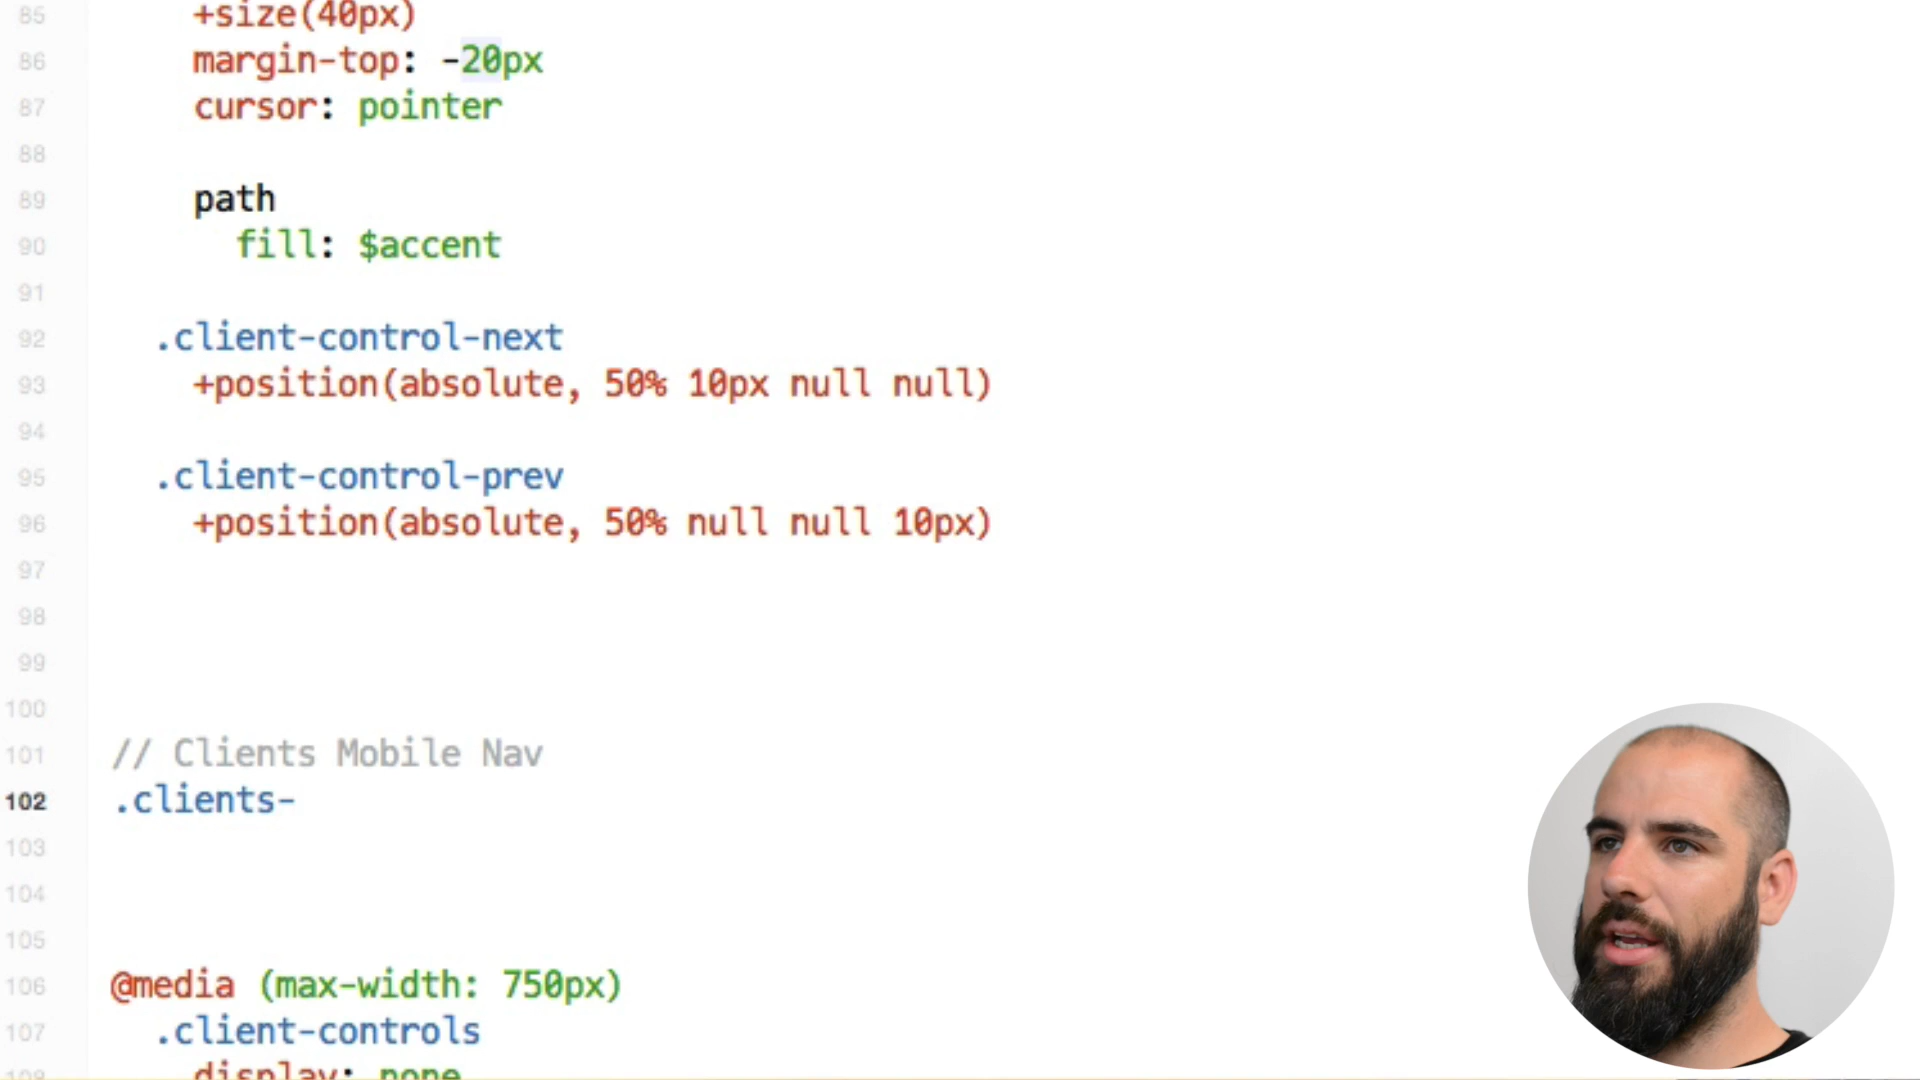 85 +size(40px)
86 margin-top: -20px
87 cursor: pointer
88
89 path
90 fill: $accent
91
92 .client-control-next
93 +position(absolute, 50% 10px null null)
94
95 .client-control-prev
96 +position(absolute, 50% null null 10px)
97
98
99
100
101 // Clients Mobile Nav
102 .clients-
103
104
105
106 @media (max-width: 750px)
107 .client-controls
108 display: none